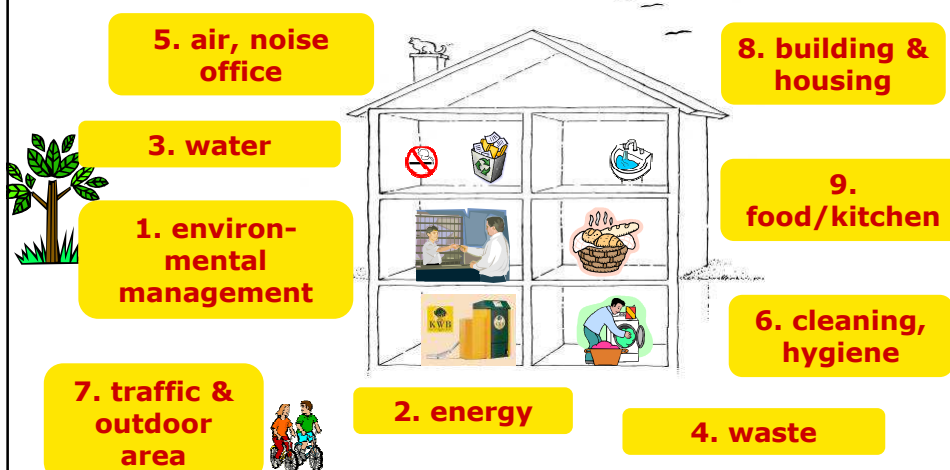 5. air, noise
office
8. building &
housing
3. water
9.
food/kitchen
1. environ-
mental
management
KWB
6. cleaning,
hygiene
7. traffic &
outdoor
area
2. energy
4. waste